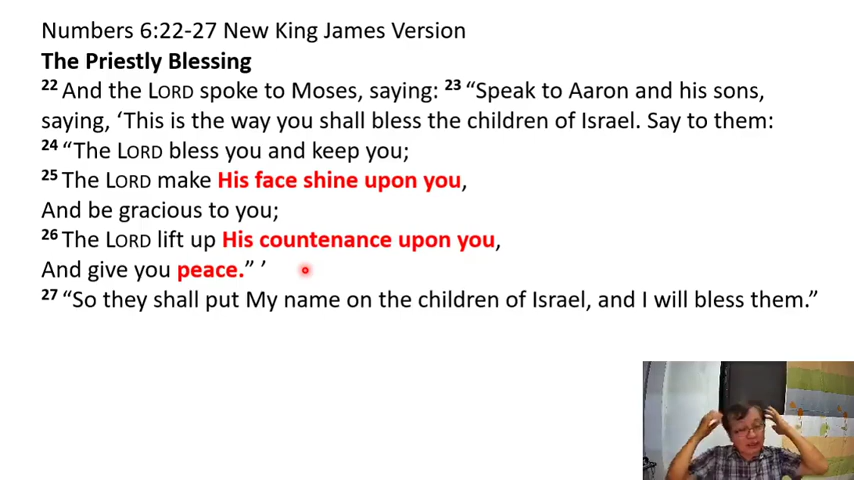 Numbers 6:22-27 New King James Version
The Priestly Blessing
22 And the LORD spoke to Moses, saying: 23 “Speak to Aaron and his sons,
saying, ‘This is the way you shall bless the children of Israel. Say to them:
24 “The LORD bless you and keep you;
25 The LORD make His face shine upon you,
And be gracious to you;
26 The LORD lift up His countenance upon you,
And give you peace.” ’
27 “So they shall put My name on the children of Israel, and I will bless them.”